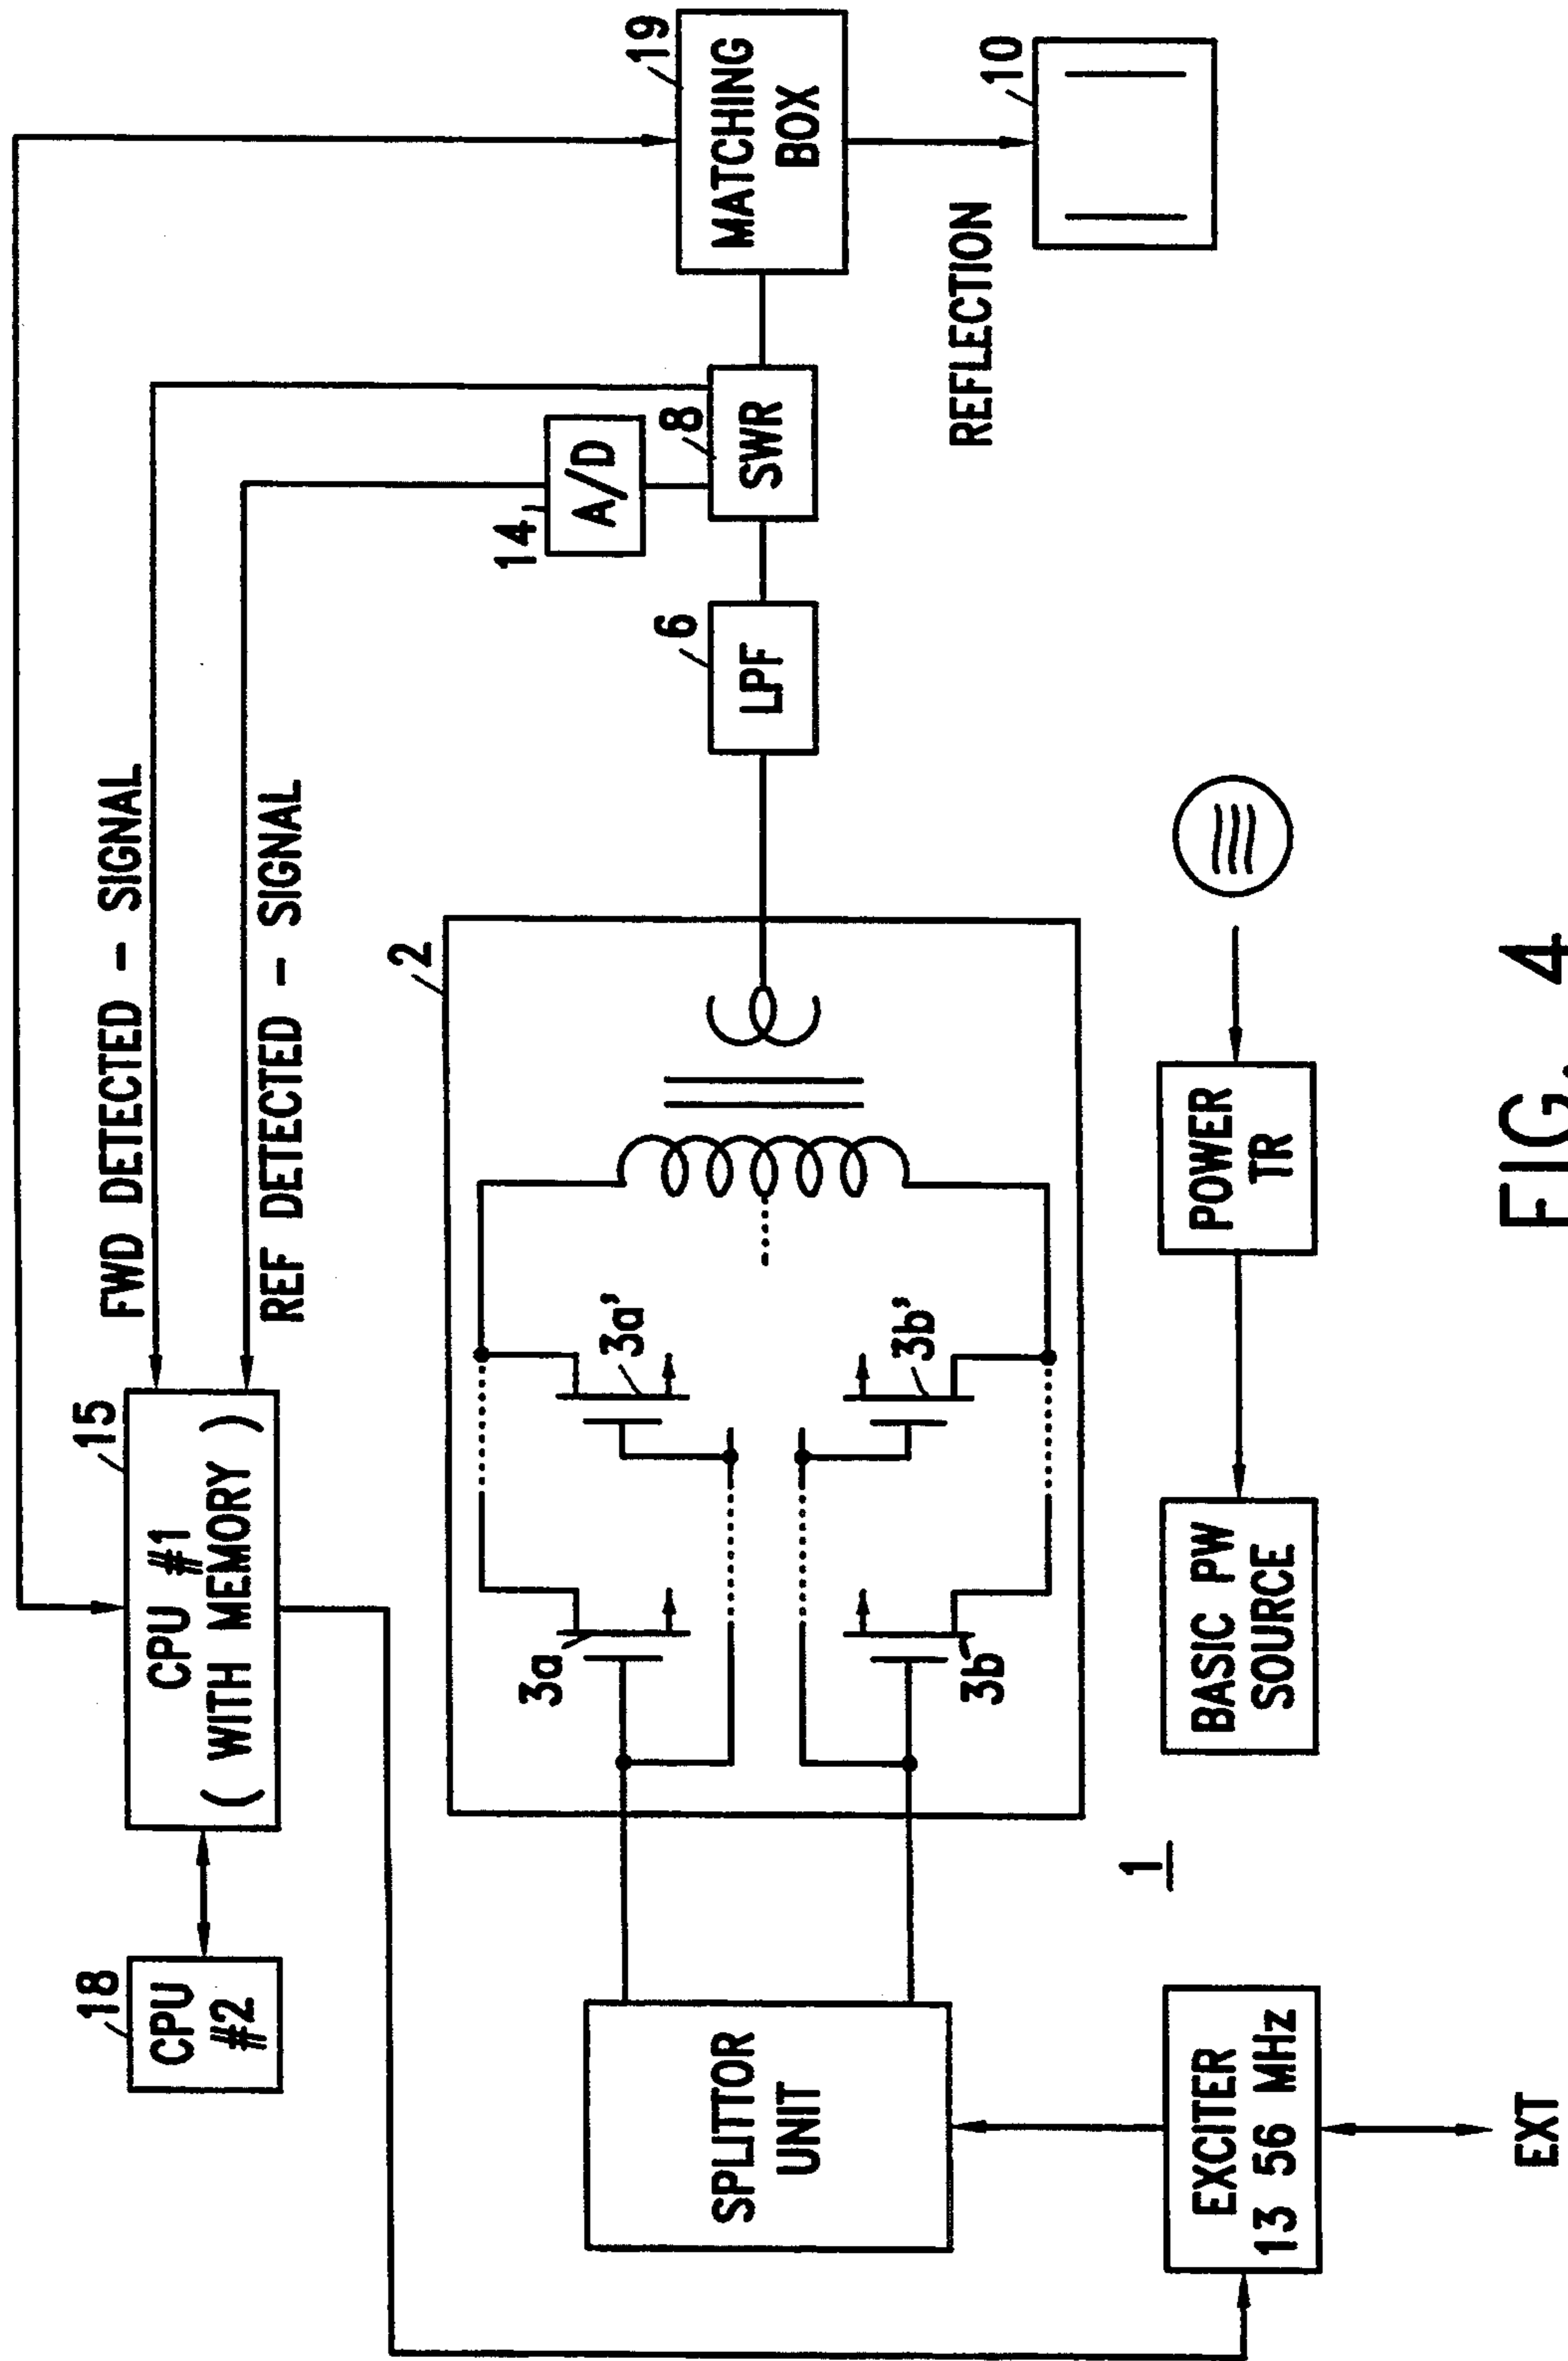 18
CPU
#2
15
CPU #1
( WITH MEMORY )
FWD DETECTED - SIGNAL
REF DETECTED - SIGNAL
2
3a
3a'
3b
3b'
SPLITTOR
UNIT
6
LPF
14
A/D
8
SWR
19
MATCHING
BOX
REFLECTION
10
EXCITER
13 56 MHz
EXT
1
BASIC PW
SOURCE
POWER
TR
FIG. 4